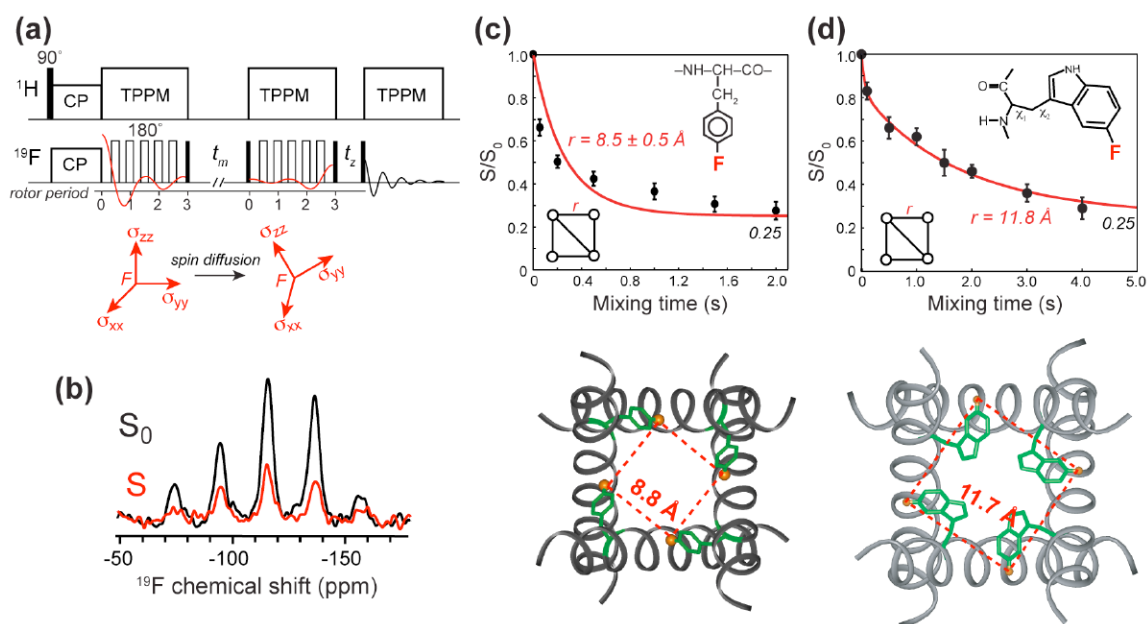 (a)
90°
¹H
CP
TPPM
TPPM
TPPM
180°
¹⁹F
CP
tₘ
t_z
//
rotor period
0 1 2 3
0 1 2 3
σzz
σzz
spin diffusion
F
σyy
F
σyy
σxx
σxx
(b)
S₀
S
-50 -100 -150
¹⁹F chemical shift (ppm)
(c)
1.0
0.8
0.6
0.4
0.2
0
S/S₀
–NH–CH–CO–
CH₂
F
r = 8.5 ± 0.5 Å
r
0.25
0 0.4 0.8 1.2 1.6 2.0
Mixing time (s)
8.8 Å
(d)
1.0
0.8
0.6
0.4
0.2
0
S/S₀
NH
O
χ₁
χ₂
H
N
F
r
r = 11.8 Å
0.25
0 1.0 2.0 3.0 4.0 5.0
Mixing time (s)
11.7 Å